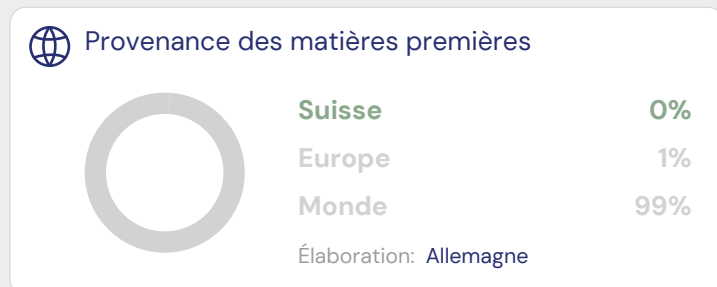 Provenance des matières premières
Suisse 0%
Europe 1%
Monde 99%
Élaboration: Allemagne